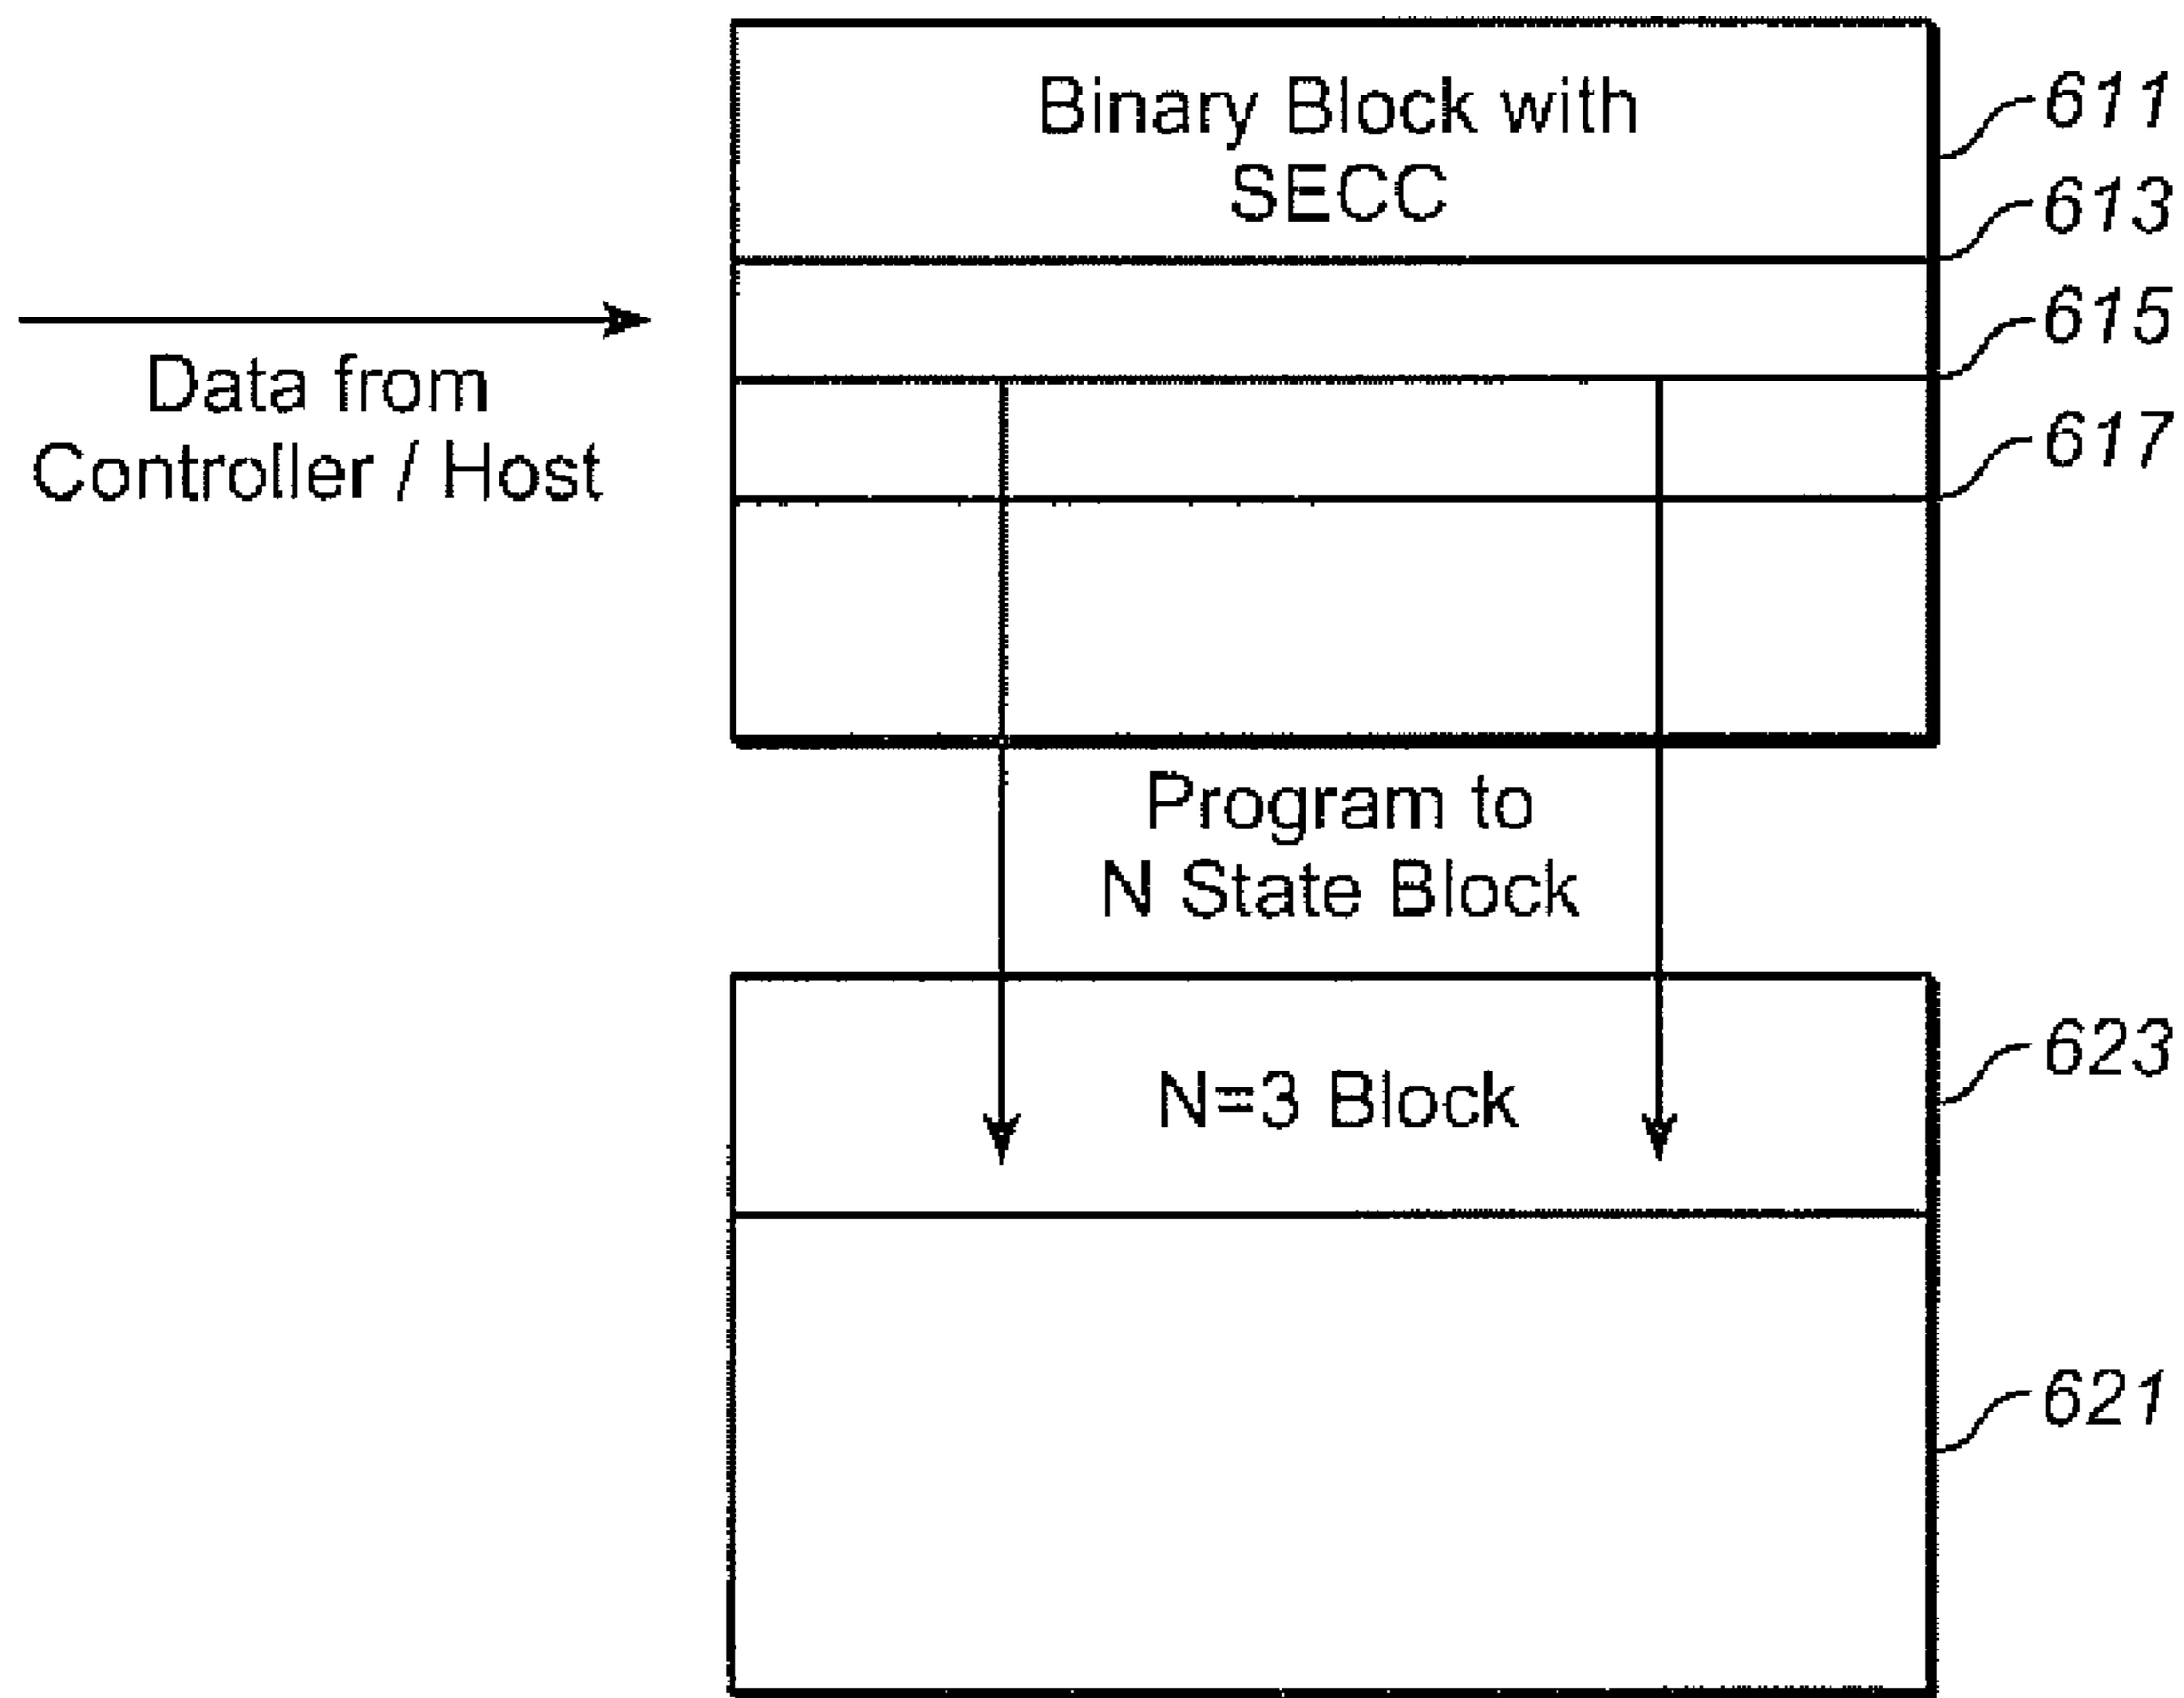 Binary Block with
SECC
611
613
615
617
Data from
Controller / Host
Program to
N State Block
N=3 Block
623
621